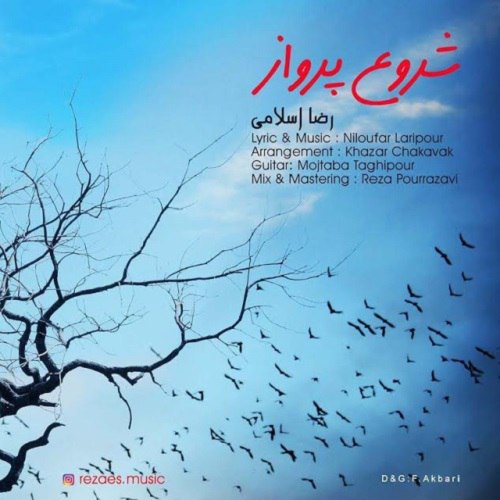 شروع پرواز
رضا اسلامی
Lyric & Music : Niloufar Laripour
Arrangement : Khazar Chakavak
Guitar: Mojtaba Taghipour
Mix & Mastering : Reza Pourrazavi
rezaes.music
D&G.F.Akbari